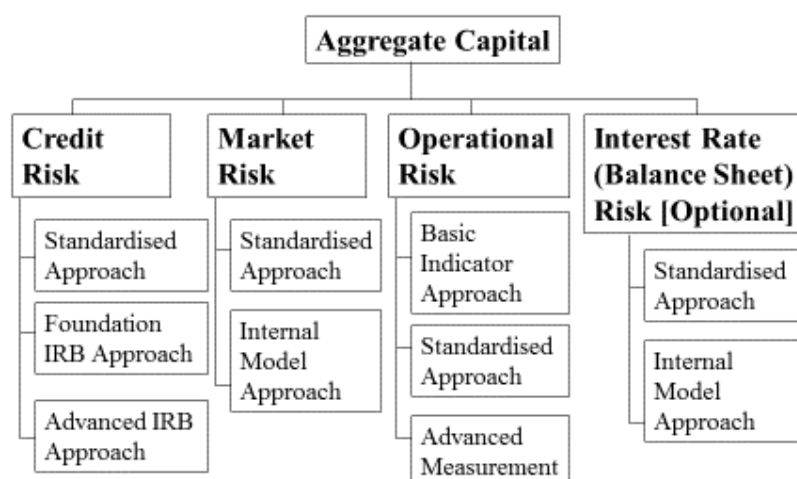 Aggregate Capital
Credit
Risk
Standardised
Approach
Foundation
IRB Approach
Advanced IRB
Approach
Market
Risk
Standardised
Approach
Internal
Model
Approach
Operational
Risk
Basic
Indicator
Approach
Standardised
Approach
Advanced
Measurement
Interest Rate
(Balance Sheet)
Risk [Optional]
Standardised
Approach
Internal
Model
Approach